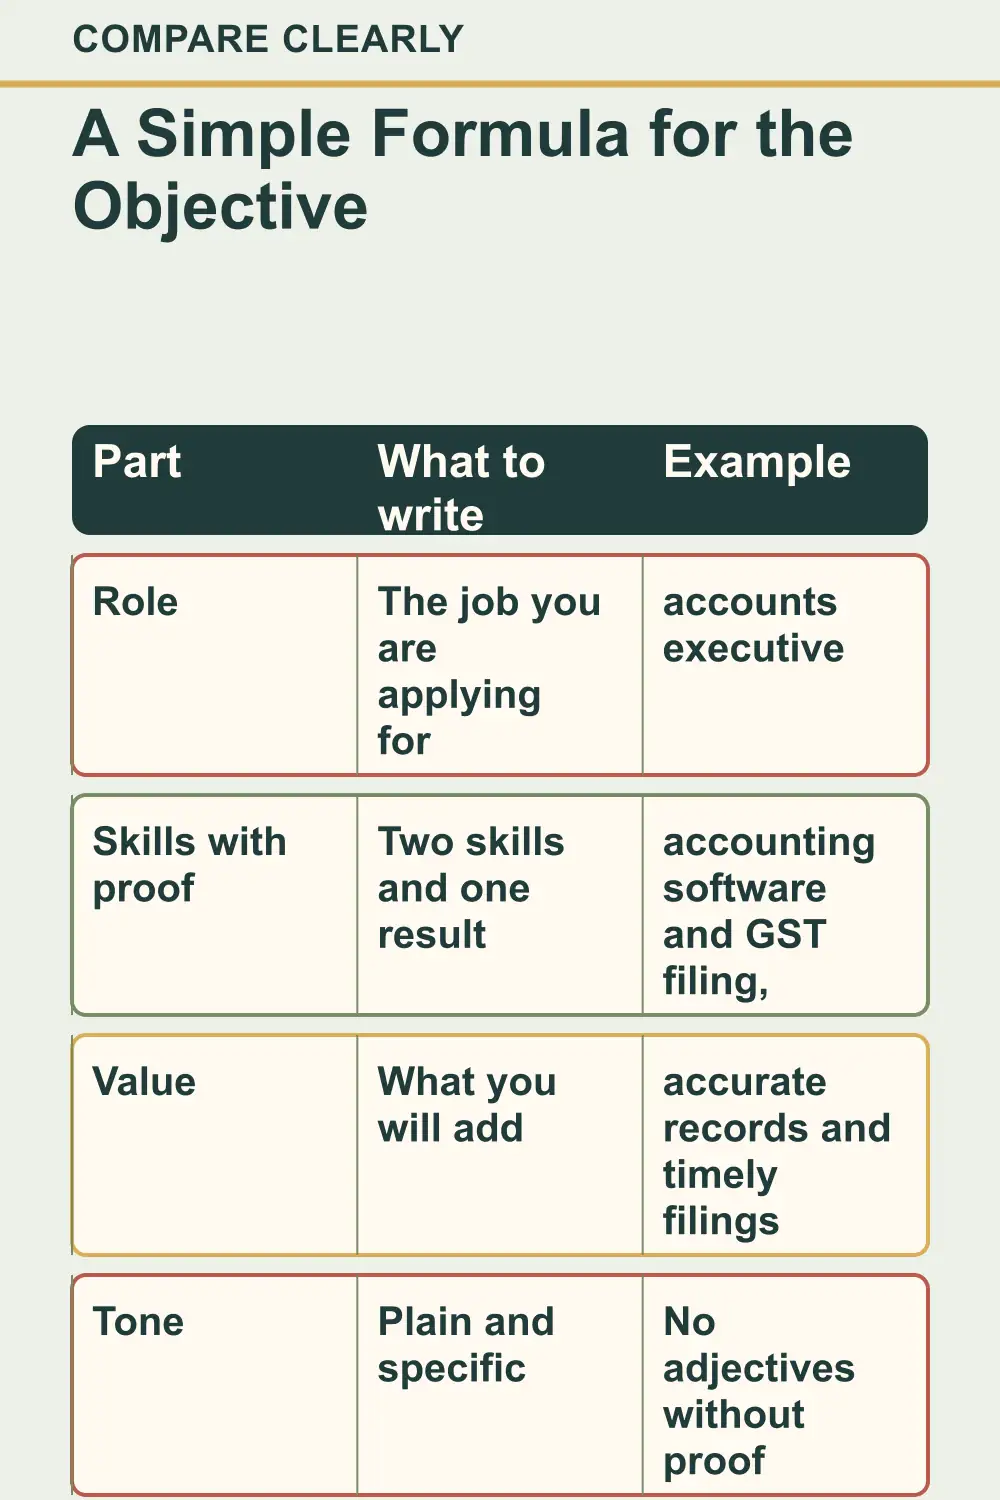 COMPARE CLEARLY
A Simple Formula for the
Objective
Part
What to
write
Example
Role
The job you
are
applying
for
accounts
executive
Skills with
proof
Two skills
and one
result
accounting
software
and GST
filing,
Value
What you
will add
accurate
records and
timely
filings
Tone
Plain and
specific
No
adjectives
without
proof